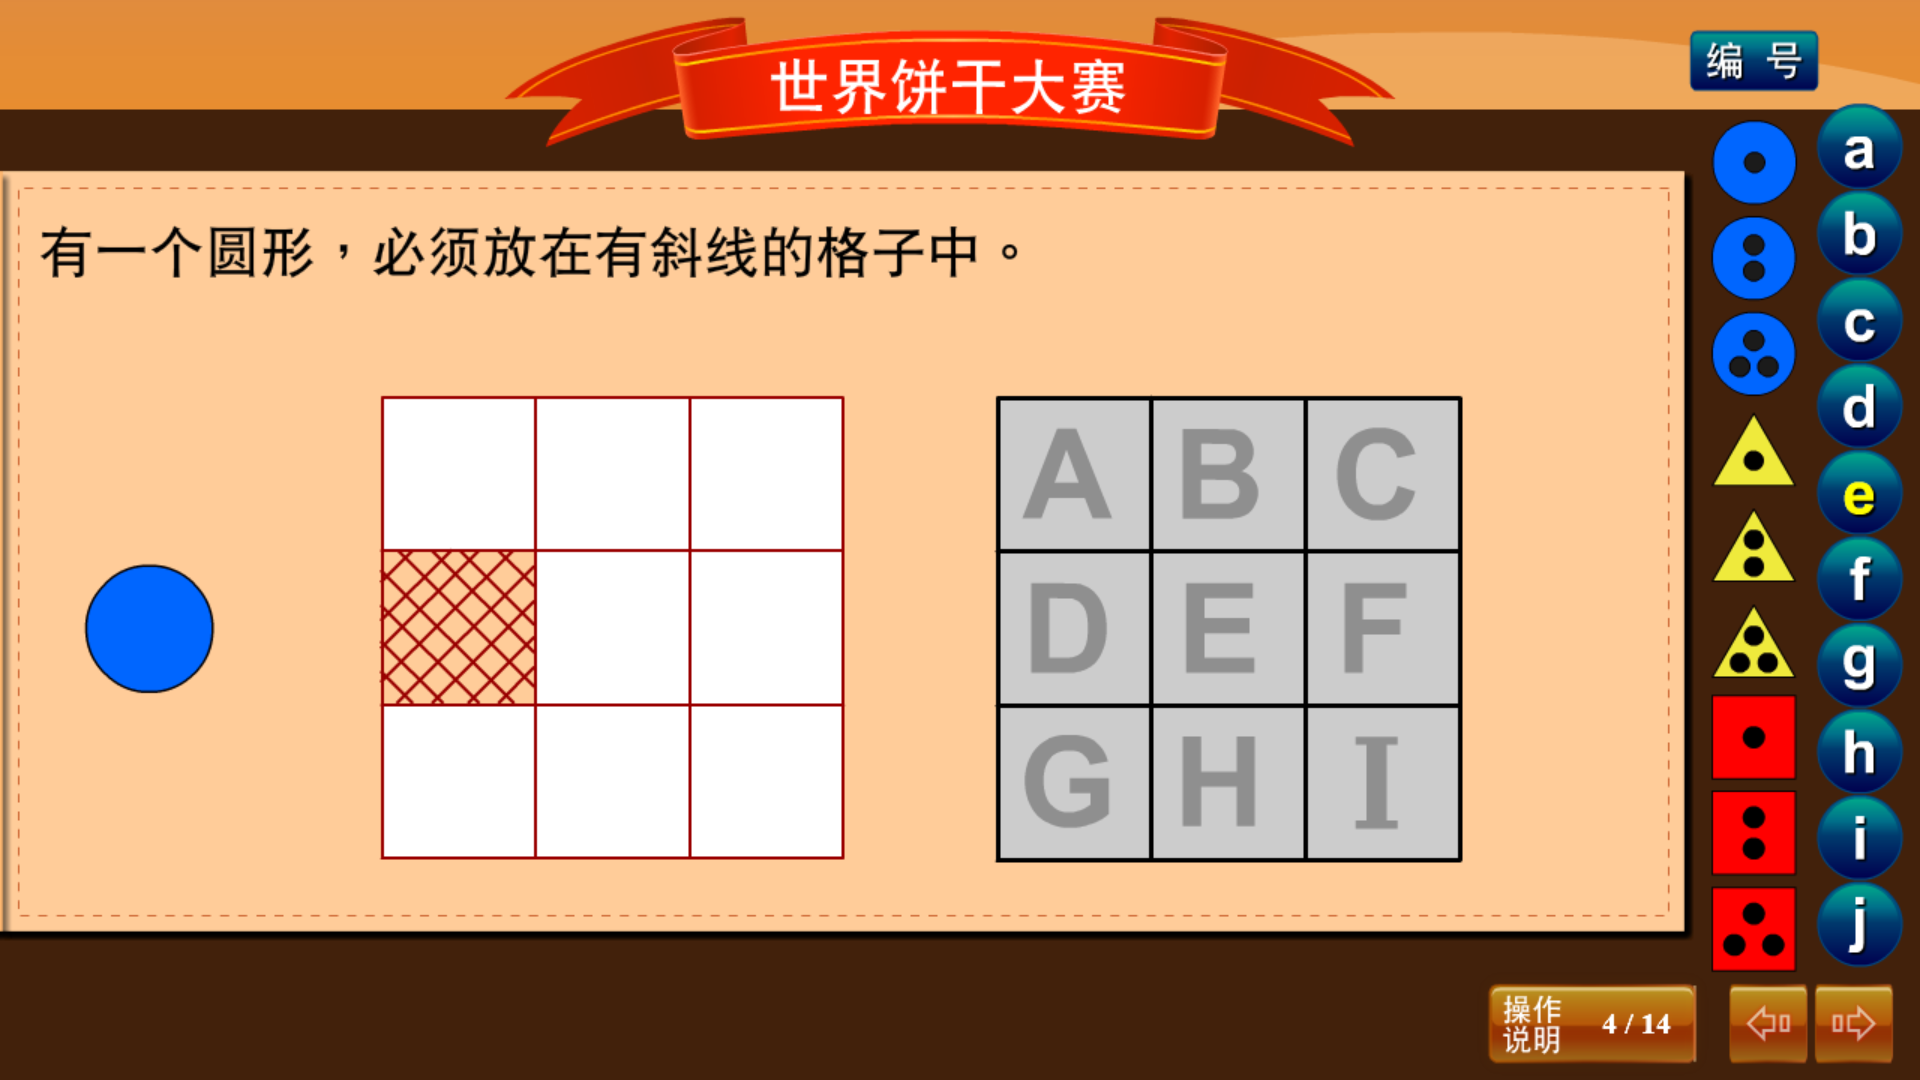 世界饼干大赛
编 号
有一个圆形，必须放在有斜线的格子中。
A B C
D E F
G H I
a
b
c
d
e
f
g
h
i
j
操作
说明
4 / 14